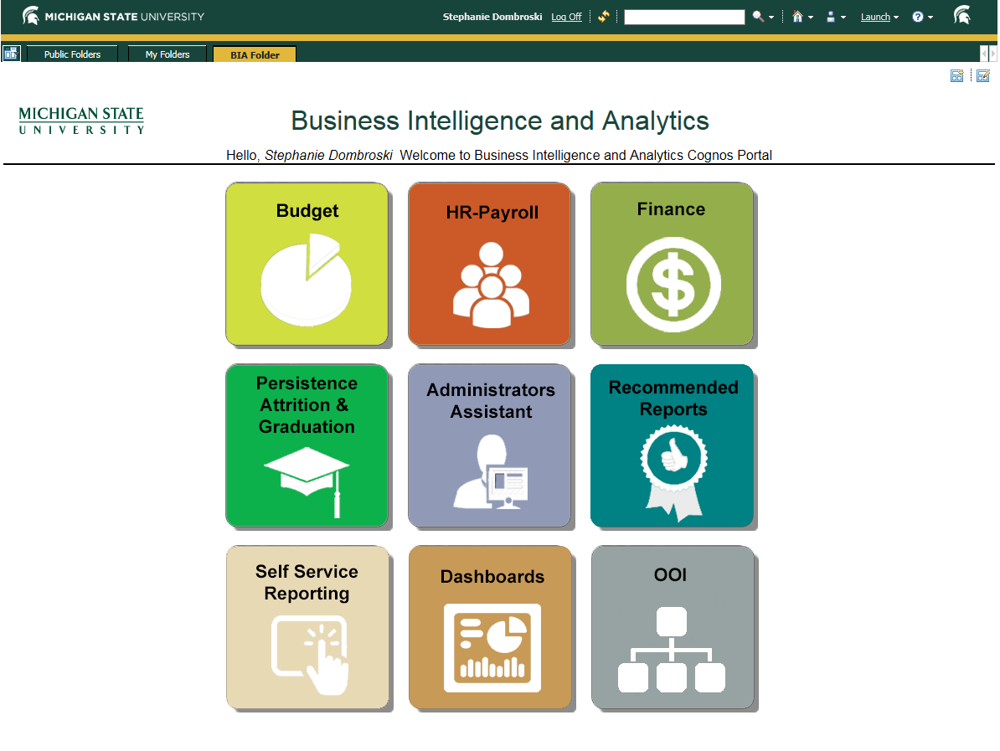 MICHIGAN STATE UNIVERSITY
Stephanie Dombroski Log Off
Launch
?
Public Folders
My Folders
BIA Folder
MICHIGAN STATE
UNIVERSITY
Business Intelligence and Analytics
Hello, Stephanie Dombroski Welcome to Business Intelligence and Analytics Cognos Portal
Budget
HR-Payroll
Finance
$
Persistence
Attrition &
Graduation
Administrators
Assistant
Recommended
Reports
Self Service
Reporting
Dashboards
OOI